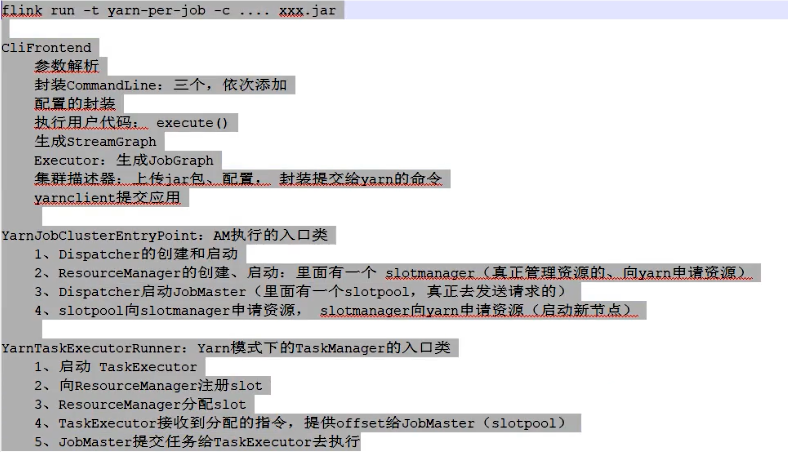 flink run -t yarn-per-job -c .... xxx.jar
CliFrontend
参数解析
封装CommandLine：三个，依次添加
配置的封装
执行用户代码： execute()
生成StreamGraph
Executor：生成JobGraph
集群描述器：上传jar包、配置， 封装提交给yarn的命令
yarnclient提交应用
YarnJobClusterEntryPoint：AM执行的入口类
1、Dispatcher的创建和启动
2、ResourceManager的创建、启动：里面有一个 slotmanager（真正管理资源的、向yarn申请资源）
3、Dispatcher启动JobMaster（里面有一个slotpool，真正去发送请求的）
4、slotpool向slotmanager申请资源， slotmanager向yarn申请资源（启动新节点）
YarnTaskExecutorRunner：Yarn模式下的TaskManager的入口类
1、启动 TaskExecutor
2、向ResourceManager注册slot
3、ResourceManager分配slot
4、TaskExecutor接收到分配的指令，提供offset给JobMaster（slotpool）
5、JobMaster提交任务给TaskExecutor去执行